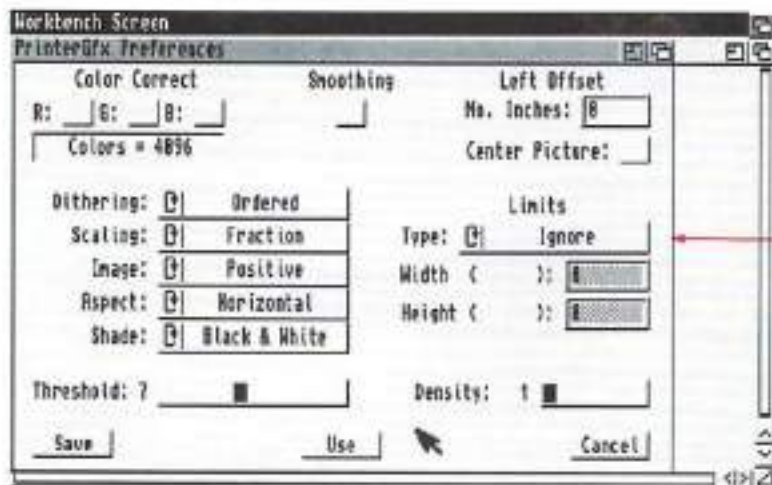 Workbench Screen
PrinterGfx Preferences
Color Correct
Smoothing
Left Offset
R: G: B:
No. Inches: 0
Colors = 4096
Center Picture:
Dithering: Ordered
Limits
Scaling: Fraction
Type: Ignore
Image: Positive
Width ( ): 0
Aspect: Horizontal
Height ( ): 0
Shade: Black & White
Threshold: 7
Density: 1
Save
Use
Cancel